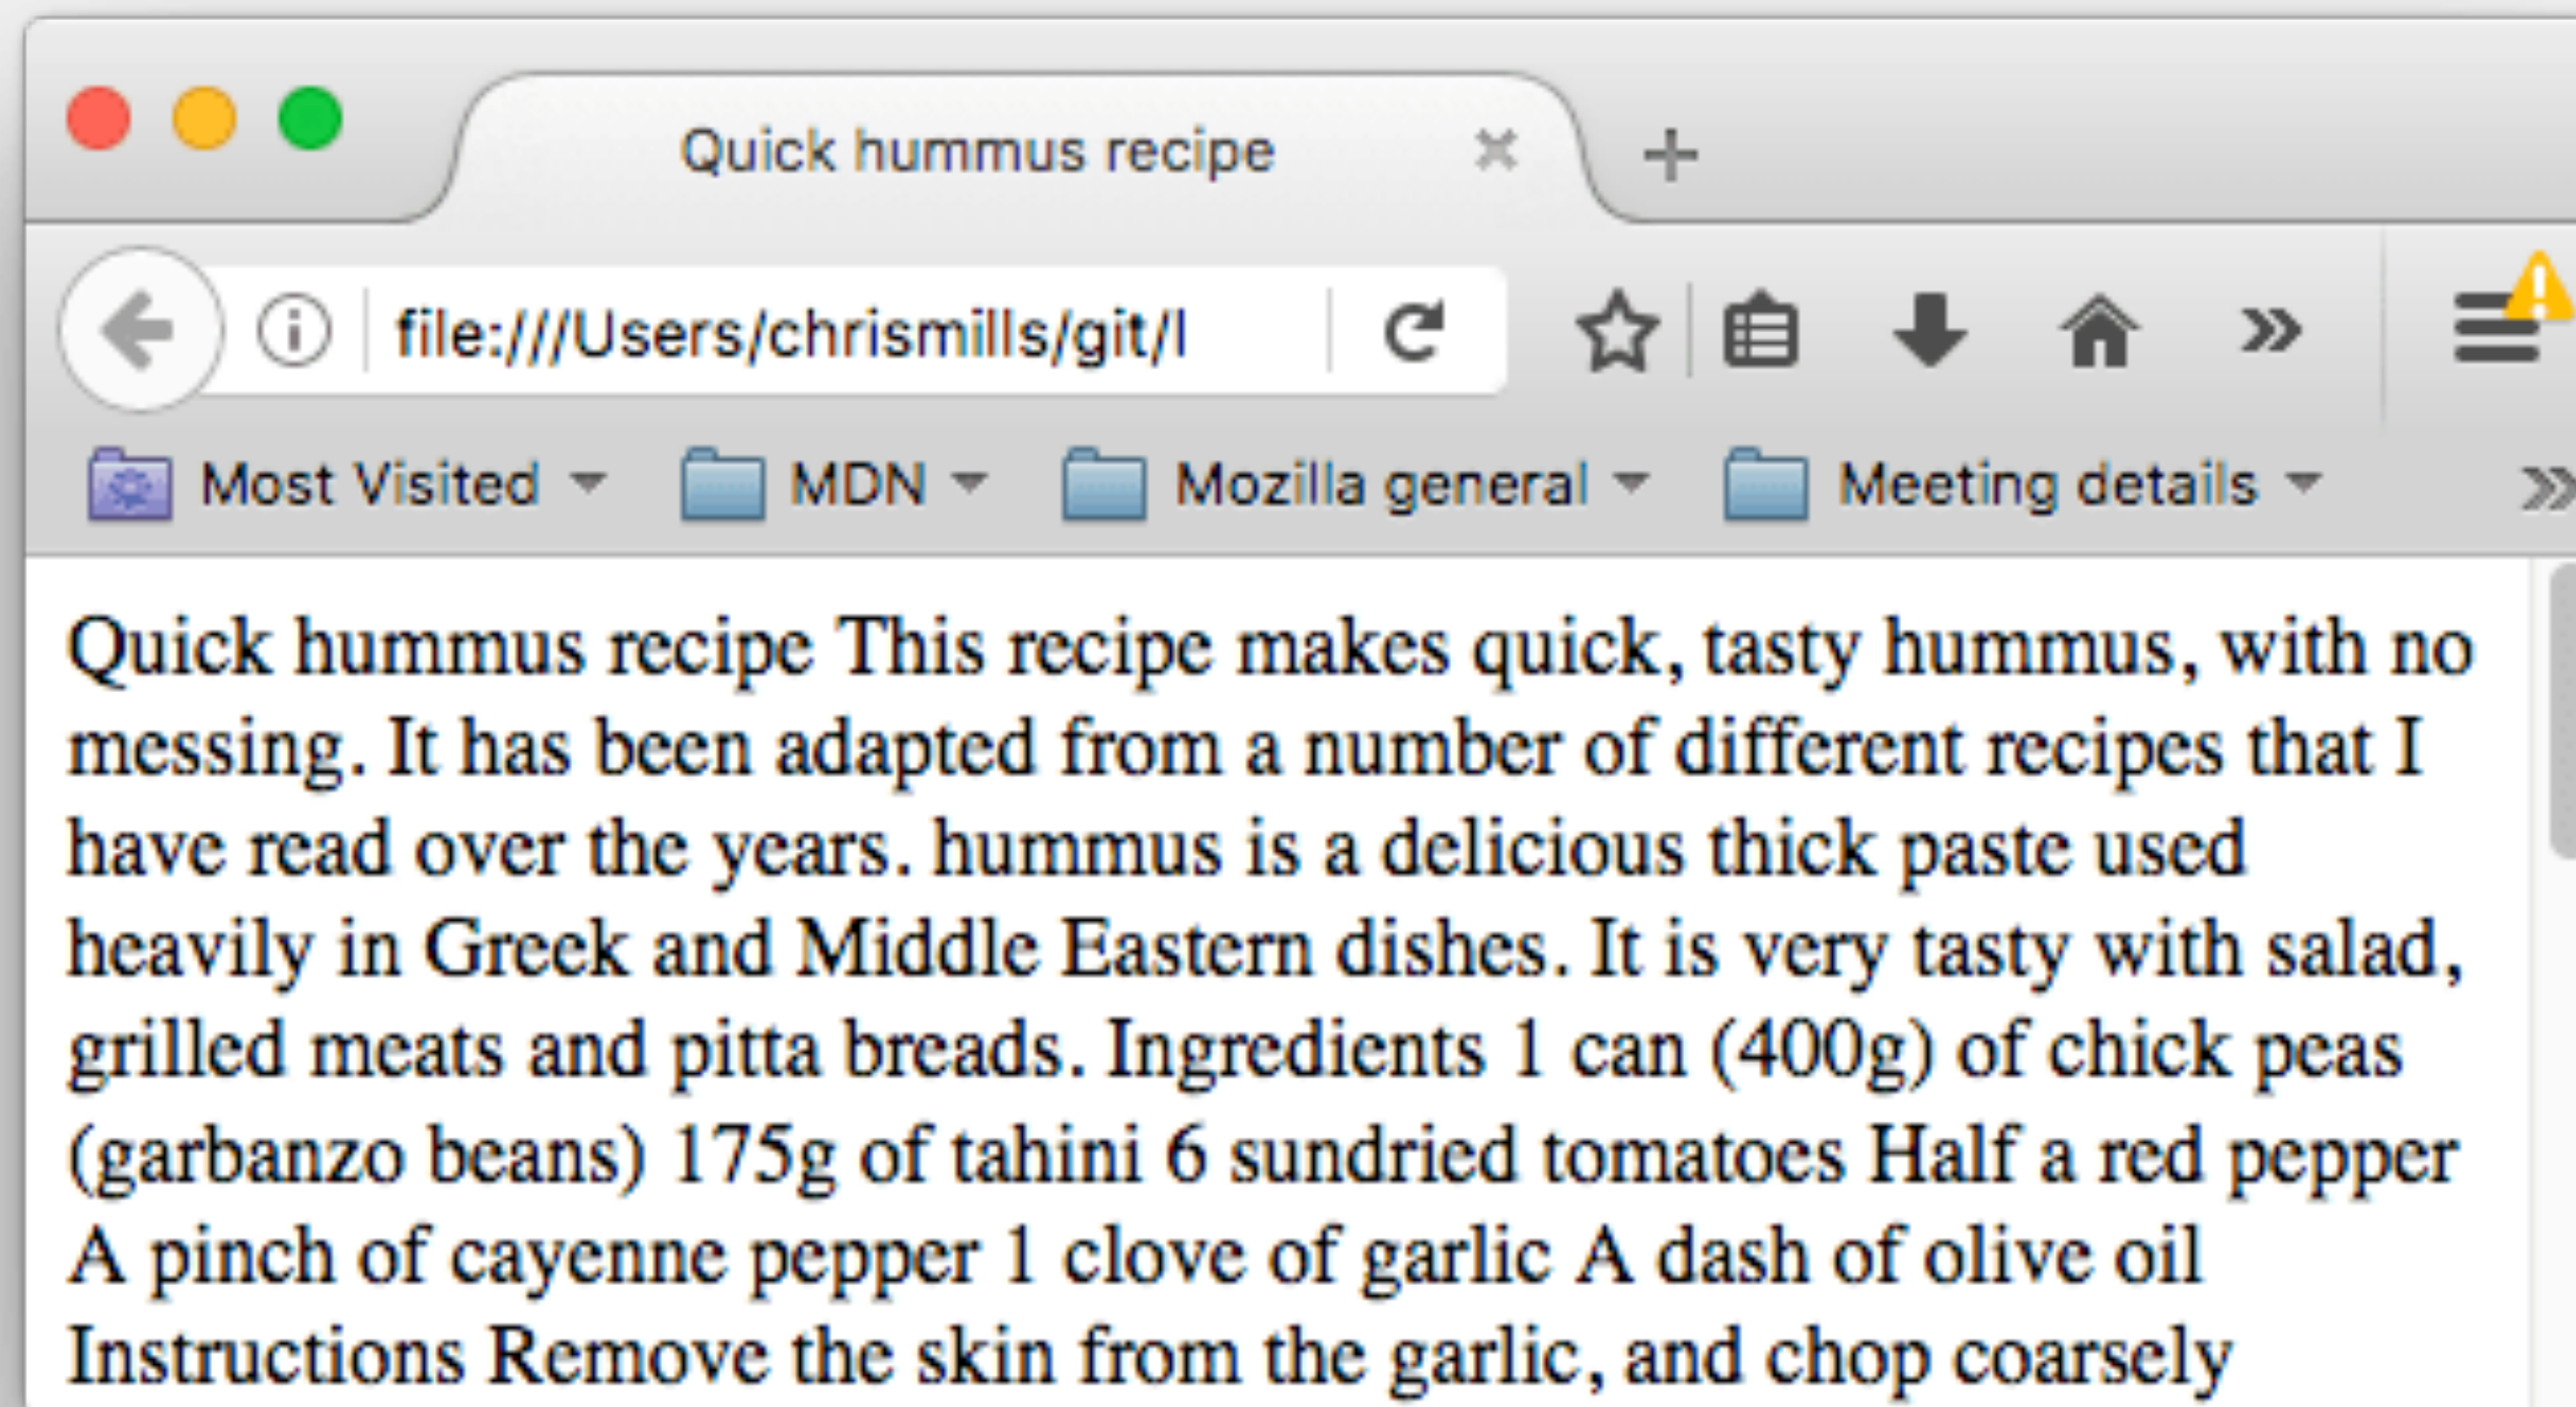 Quick hummus recipe
file:///Users/chrismills/git/l
Most Visited MDN Mozilla general Meeting details
Quick hummus recipe This recipe makes quick, tasty hummus, with no
messing. It has been adapted from a number of different recipes that I
have read over the years. hummus is a delicious thick paste used
heavily in Greek and Middle Eastern dishes. It is very tasty with salad,
grilled meats and pitta breads. Ingredients 1 can (400g) of chick peas
(garbanzo beans) 175g of tahini 6 sundried tomatoes Half a red pepper
A pinch of cayenne pepper 1 clove of garlic A dash of olive oil
Instructions Remove the skin from the garlic, and chop coarsely